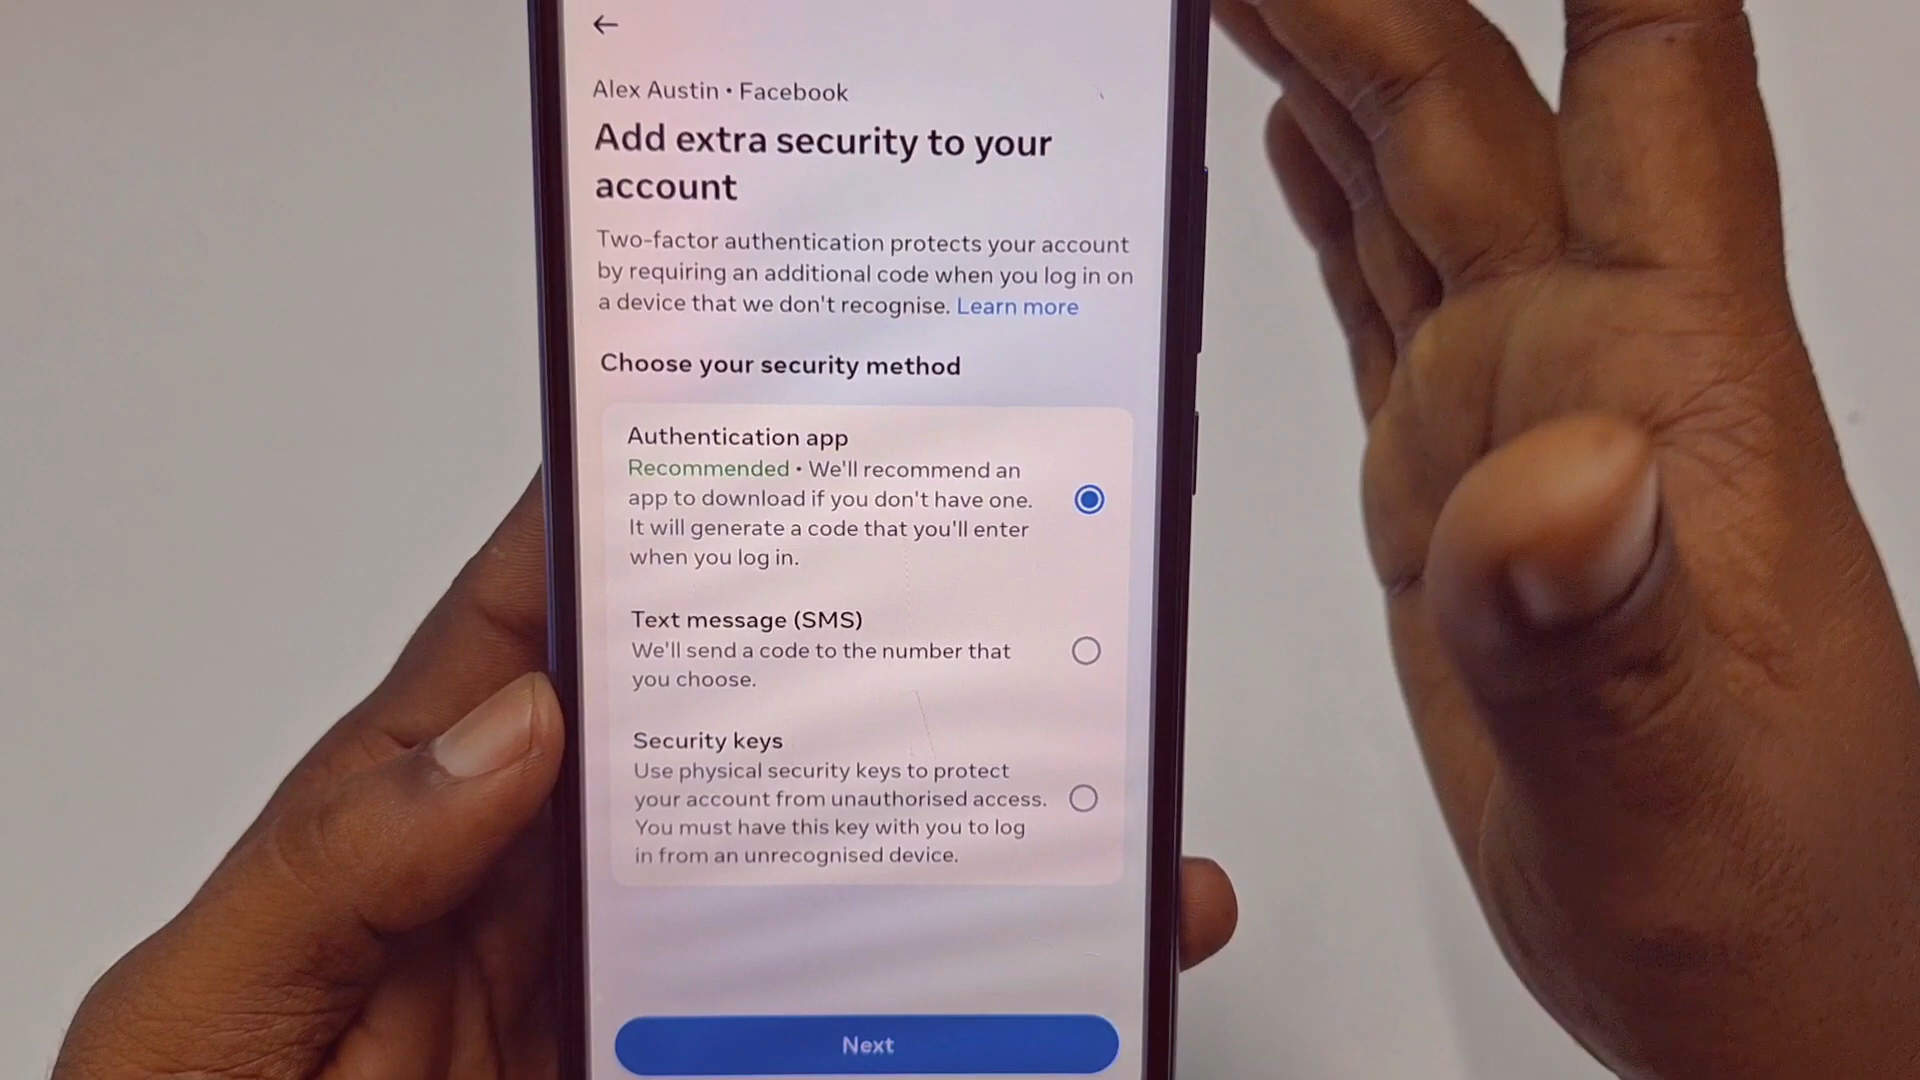 Alex Austin • Facebook
Add extra security to your
account
Two-factor authentication protects your account
by requiring an additional code when you log in on
a device that we don't recognise. Learn more
Choose your security method
Authentication app
Recommended • We'll recommend an
app to download if you don't have one.
It will generate a code that you'll enter
when you log in.
Text message (SMS)
We'll send a code to the number that
you choose.
Security keys
Use physical security keys to protect
your account from unauthorised access.
You must have this key with you to log
in from an unrecognised device.
Next